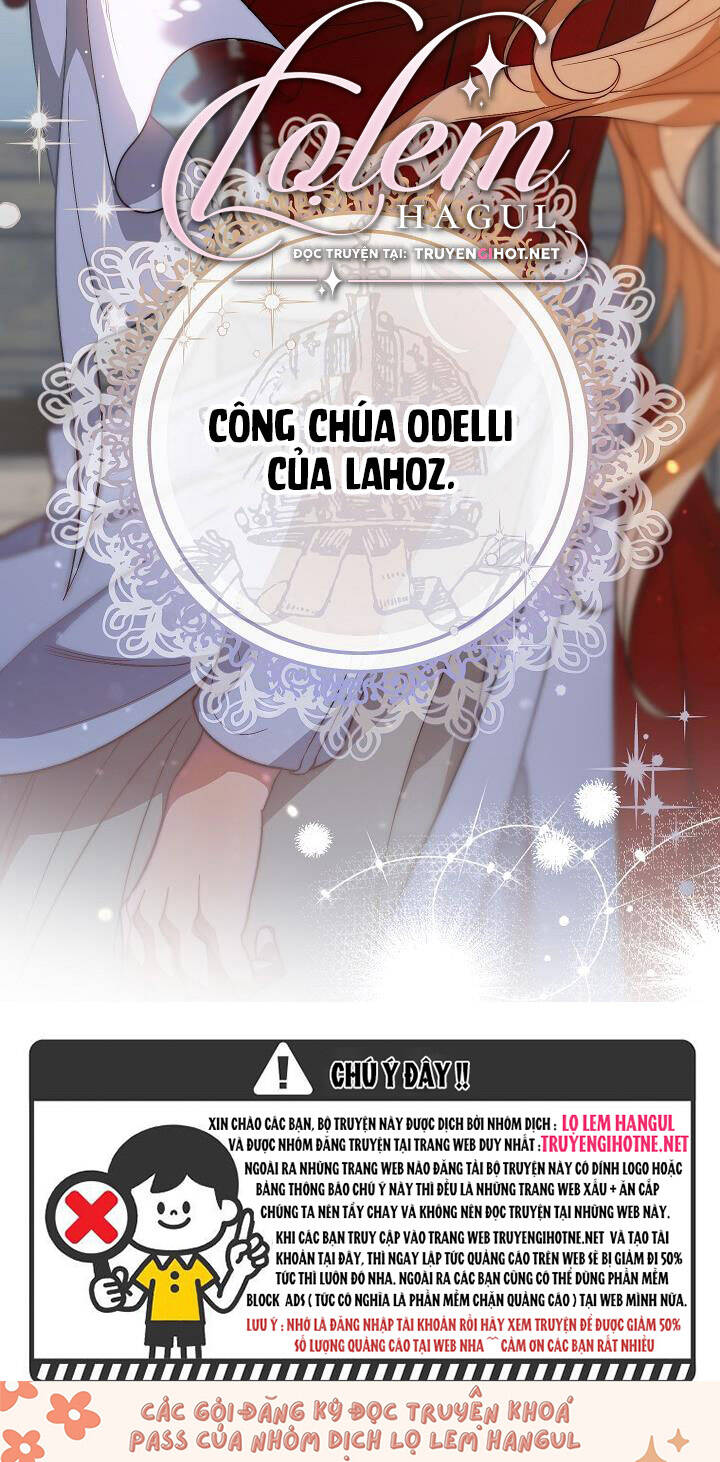 Lọlem
HAGUL
ĐỌC TRUYỆN TẠI: TRUYENGIHOT.NET
CÔNG CHÚA ODELLI
CỦA LAHOZ.
CHÚ Ý ĐÂY !!
XIN CHÀO CÁC BẠN, BỘ TRUYỆN NÀY ĐƯỢC DỊCH BỞI NHÓM DỊCH : LỌ LEM HANGUL
VÀ ĐƯỢC NHÓM ĐĂNG TRUYỆN TẠI TRANG WEB DUY NHẤT :TRUYENGIHOTNE.NET
NGOÀI RA NHỮNG TRANG WEB NÀO ĐĂNG TẢI BỘ TRUYỆN NÀY CÓ DÍNH LOGO HOẶC
BẢNG THÔNG BÁO CHÚ Ý NÀY THÌ ĐỀU LÀ NHỮNG TRANG WEB XẤU + ĂN CẮP
CHÚNG TA NÊN TẨY CHAY VÀ KHÔNG NÊN ĐỌC TRUYỆN TẠI NHỮNG WEB NÀY.
KHI CÁC BẠN TRUY CẬP VÀO TRANG WEB TRUYENGIHOTNE.NET VÀ TẠO TÀI
KHOẢN TẠI ĐÂY, THÌ NGAY LẬP TỨC QUẢNG CÁO TRÊN WEB SẼ BỊ GIẢM ĐI 50%
TỨC THÌ LUÔN ĐÓ NHA. NGOÀI RA CÁC BẠN CŨNG CÓ THỂ DÙNG PHẦN MỀM
BLOCK ADS ( TỨC CÓ NGHĨA LÀ PHẦN MỀM CHẶN QUẢNG CÁO ) TẠI WEB MÌNH NỮA.
LƯU Ý : NHỚ LÀ ĐĂNG NHẬP TÀI KHOẢN RỒI HÃY XEM TRUYỆN ĐỂ ĐƯỢC GIẢM 50%
SỐ LƯỢNG QUẢNG CÁO TẠI WEB NHA ^^ CẢM ƠN CÁC BẠN RẤT NHIỀU
CÁC GÓI ĐĂNG KÝ ĐỌC TRUYỆN KHOÁ
PASS CỦA NHÓM DỊCH LỌ LEM HANGUL